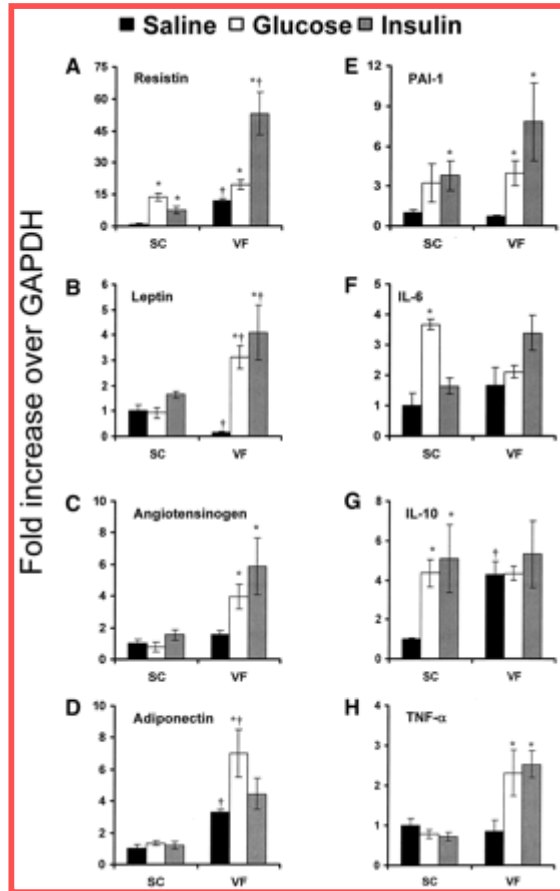 Saline Glucose Insulin
Fold increase over GAPDH
A
Resistin
75
60
45
30
15
0
* * † * *†
SC VF
B
Leptin
6
5
4
3
2
1
0
† *† *†
SC VF
C
Angiotensinogen
10
8
6
4
2
0
* *
SC VF
D
Adiponectin
10
8
6
4
2
0
† *†
SC VF
E
PAI-1
12
9
6
3
0
* * *
SC VF
F
IL-6
5
4
3
2
1
0
*
SC VF
G
IL-10
10
8
6
4
2
0
* * †
SC VF
H
TNF-α
4
3
2
1
0
* *
SC VF